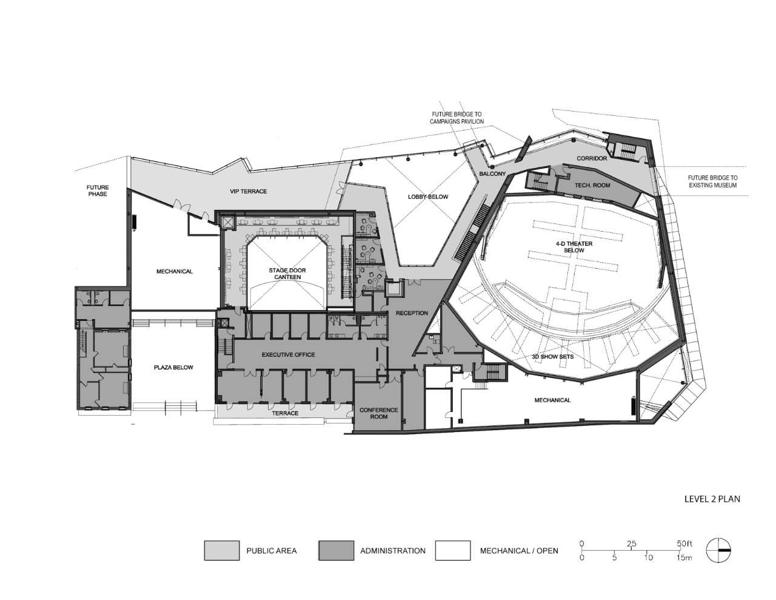 FUTURE BRIDGE TO
CAMPAIGNS PAVILION
CORRIDOR
BALCONY
FUTURE BRIDGE TO
EXISTING MUSEUM
TECH. ROOM
FUTURE
PHASE
VIP TERRACE
LOBBY BELOW
4-D THEATER
BELOW
MECHANICAL
STAGE DOOR
CANTEEN
RECEPTION
EXECUTIVE OFFICE
3D SHOW SETS
PLAZA BELOW
MECHANICAL
TERRACE
CONFERENCE
ROOM
LEVEL 2 PLAN
PUBLIC AREA
ADMINISTRATION
MECHANICAL / OPEN
0 25 50ft
0 5 10 15m